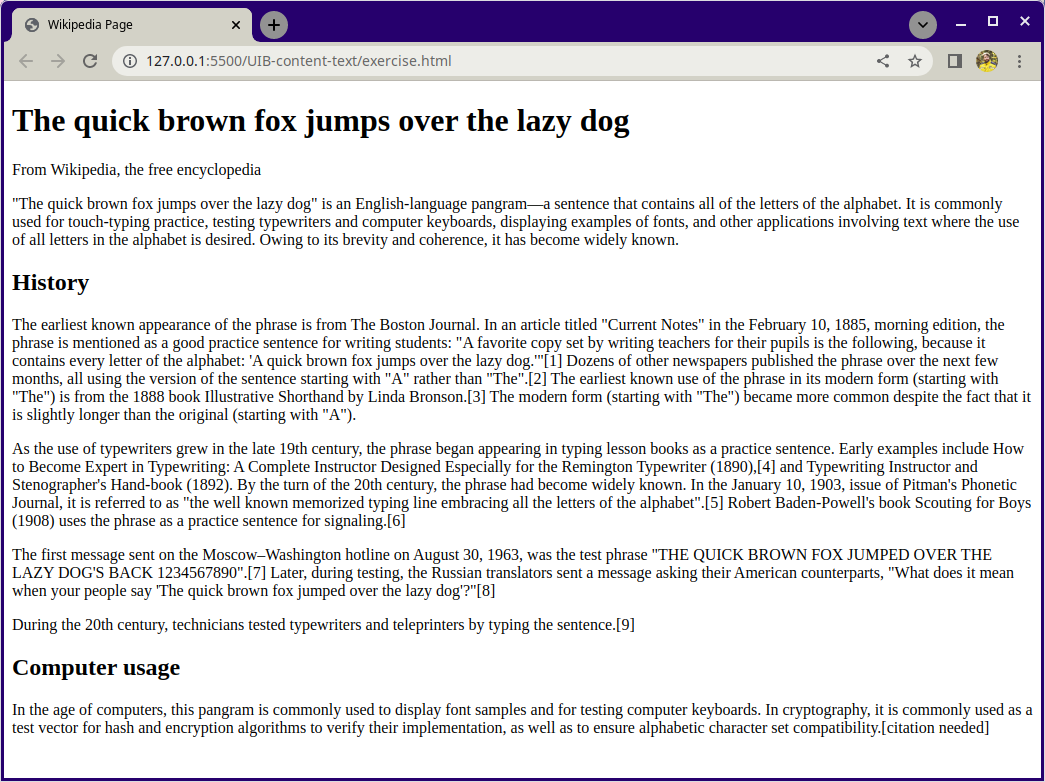 Wikipedia Page
127.0.0.1:5500/UIB-content-text/exercise.html
The quick brown fox jumps over the lazy dog
From Wikipedia, the free encyclopedia
"The quick brown fox jumps over the lazy dog" is an English-language pangram—a sentence that contains all of the letters of the alphabet. It is commonly
used for touch-typing practice, testing typewriters and computer keyboards, displaying examples of fonts, and other applications involving text where the use
of all letters in the alphabet is desired. Owing to its brevity and coherence, it has become widely known.
History
The earliest known appearance of the phrase is from The Boston Journal. In an article titled "Current Notes" in the February 10, 1885, morning edition, the
phrase is mentioned as a good practice sentence for writing students: "A favorite copy set by writing teachers for their pupils is the following, because it
contains every letter of the alphabet: 'A quick brown fox jumps over the lazy dog.'"[1] Dozens of other newspapers published the phrase over the next few
months, all using the version of the sentence starting with "A" rather than "The".[2] The earliest known use of the phrase in its modern form (starting with
"The") is from the 1888 book Illustrative Shorthand by Linda Bronson.[3] The modern form (starting with "The") became more common despite the fact that it
is slightly longer than the original (starting with "A").
As the use of typewriters grew in the late 19th century, the phrase began appearing in typing lesson books as a practice sentence. Early examples include How
to Become Expert in Typewriting: A Complete Instructor Designed Especially for the Remington Typewriter (1890),[4] and Typewriting Instructor and
Stenographer's Hand-book (1892). By the turn of the 20th century, the phrase had become widely known. In the January 10, 1903, issue of Pitman's Phonetic
Journal, it is referred to as "the well known memorized typing line embracing all the letters of the alphabet".[5] Robert Baden-Powell's book Scouting for Boys
(1908) uses the phrase as a practice sentence for signaling.[6]
The first message sent on the Moscow–Washington hotline on August 30, 1963, was the test phrase "THE QUICK BROWN FOX JUMPED OVER THE
LAZY DOG'S BACK 1234567890".[7] Later, during testing, the Russian translators sent a message asking their American counterparts, "What does it mean
when your people say 'The quick brown fox jumped over the lazy dog'?"[8]
During the 20th century, technicians tested typewriters and teleprinters by typing the sentence.[9]
Computer usage
In the age of computers, this pangram is commonly used to display font samples and for testing computer keyboards. In cryptography, it is commonly used as a
test vector for hash and encryption algorithms to verify their implementation, as well as to ensure alphabetic character set compatibility.[citation needed]